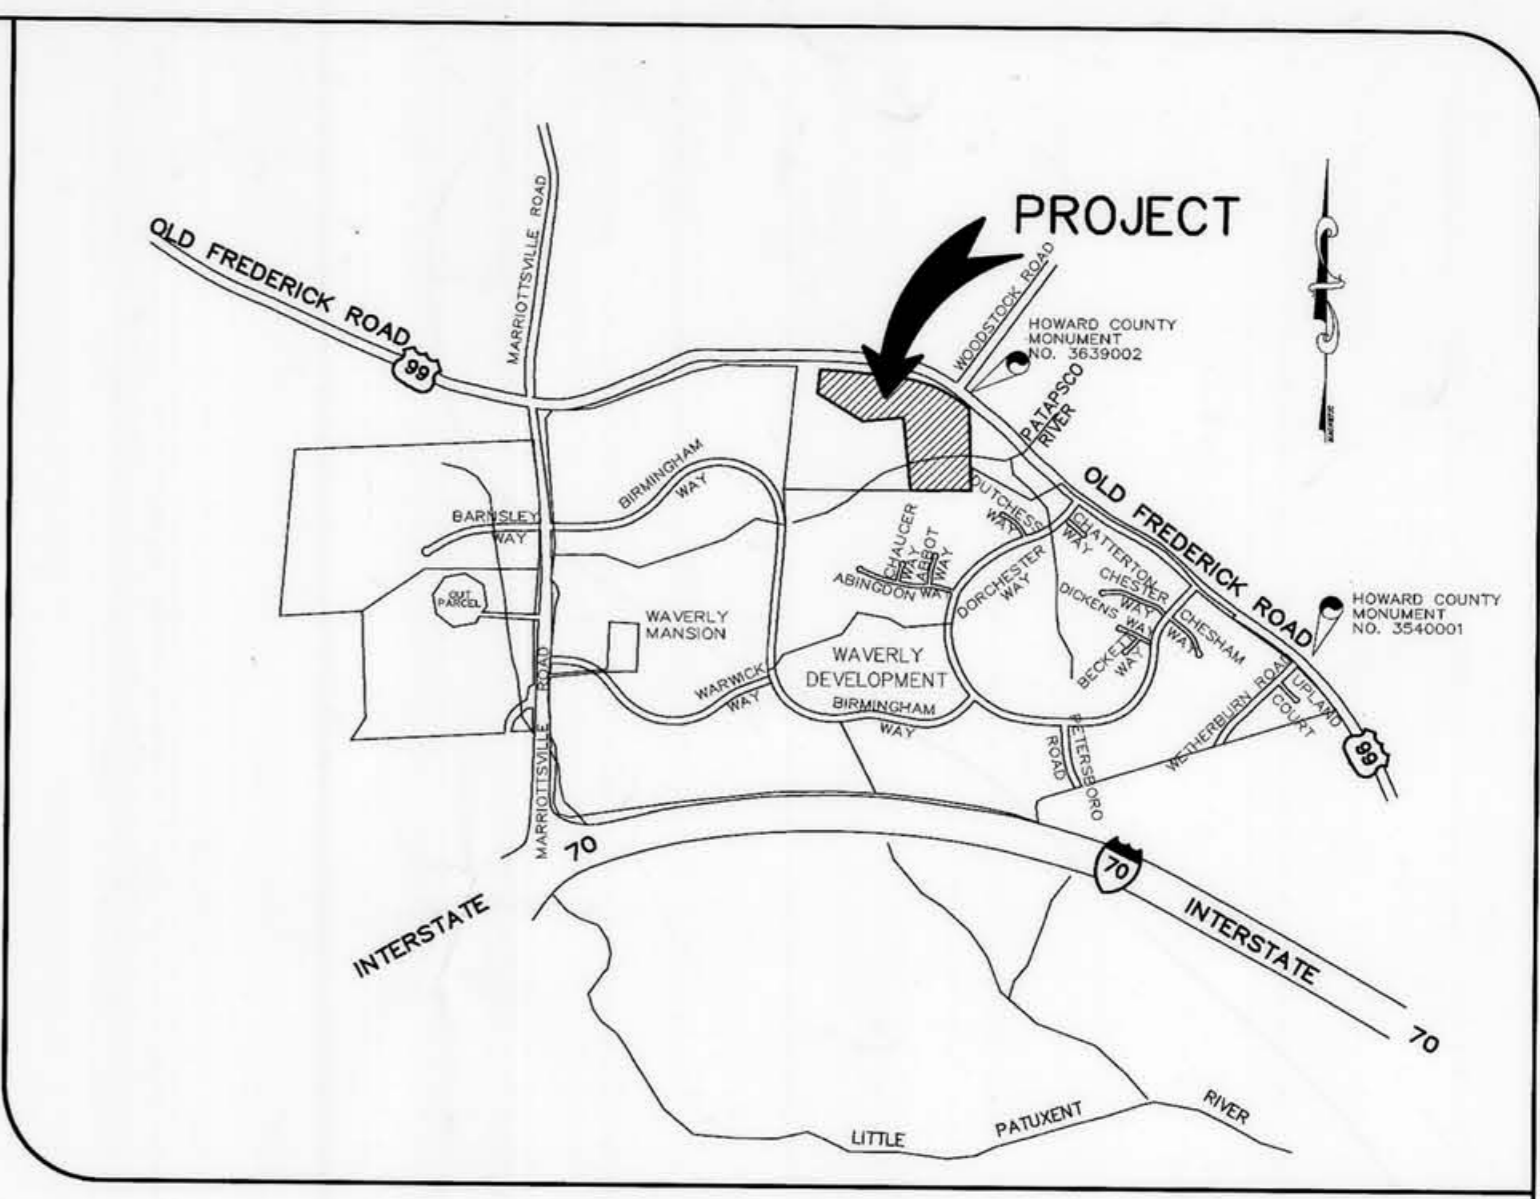 PROJECT
OLD FREDERICK ROAD
99
MARRIOTTSVILLE ROAD
WOODSTOCK ROAD
HOWARD COUNTY
MONUMENT
NO. 3639002
PATAPSCO
RIVER
BIRMINGHAM
WAY
BARNSLEY
WAY
OUT
PARCEL
WAVERLY
MANSION
DUTCHESS
WAY
CHAUCER
WAY
ABBOT
WAY
ABINGDON WAY
DORCHESTER
WAY
CHATTERTON
WAY
OLD FREDERICK ROAD
CHESTER
WAY
DICKENS WAY
BECKETT
WAY
CHESHAM
WAY
HOWARD COUNTY
MONUMENT
NO. 3540001
WAVERLY
DEVELOPMENT
WARWICK
WAY
BIRMINGHAM
WAY
PETERSBORO
ROAD
WETHERBURN ROAD
UPLAND
COURT
99
MARRIOTTSVILLE ROAD
INTERSTATE 70
70
INTERSTATE 70
LITTLE PATUXENT RIVER